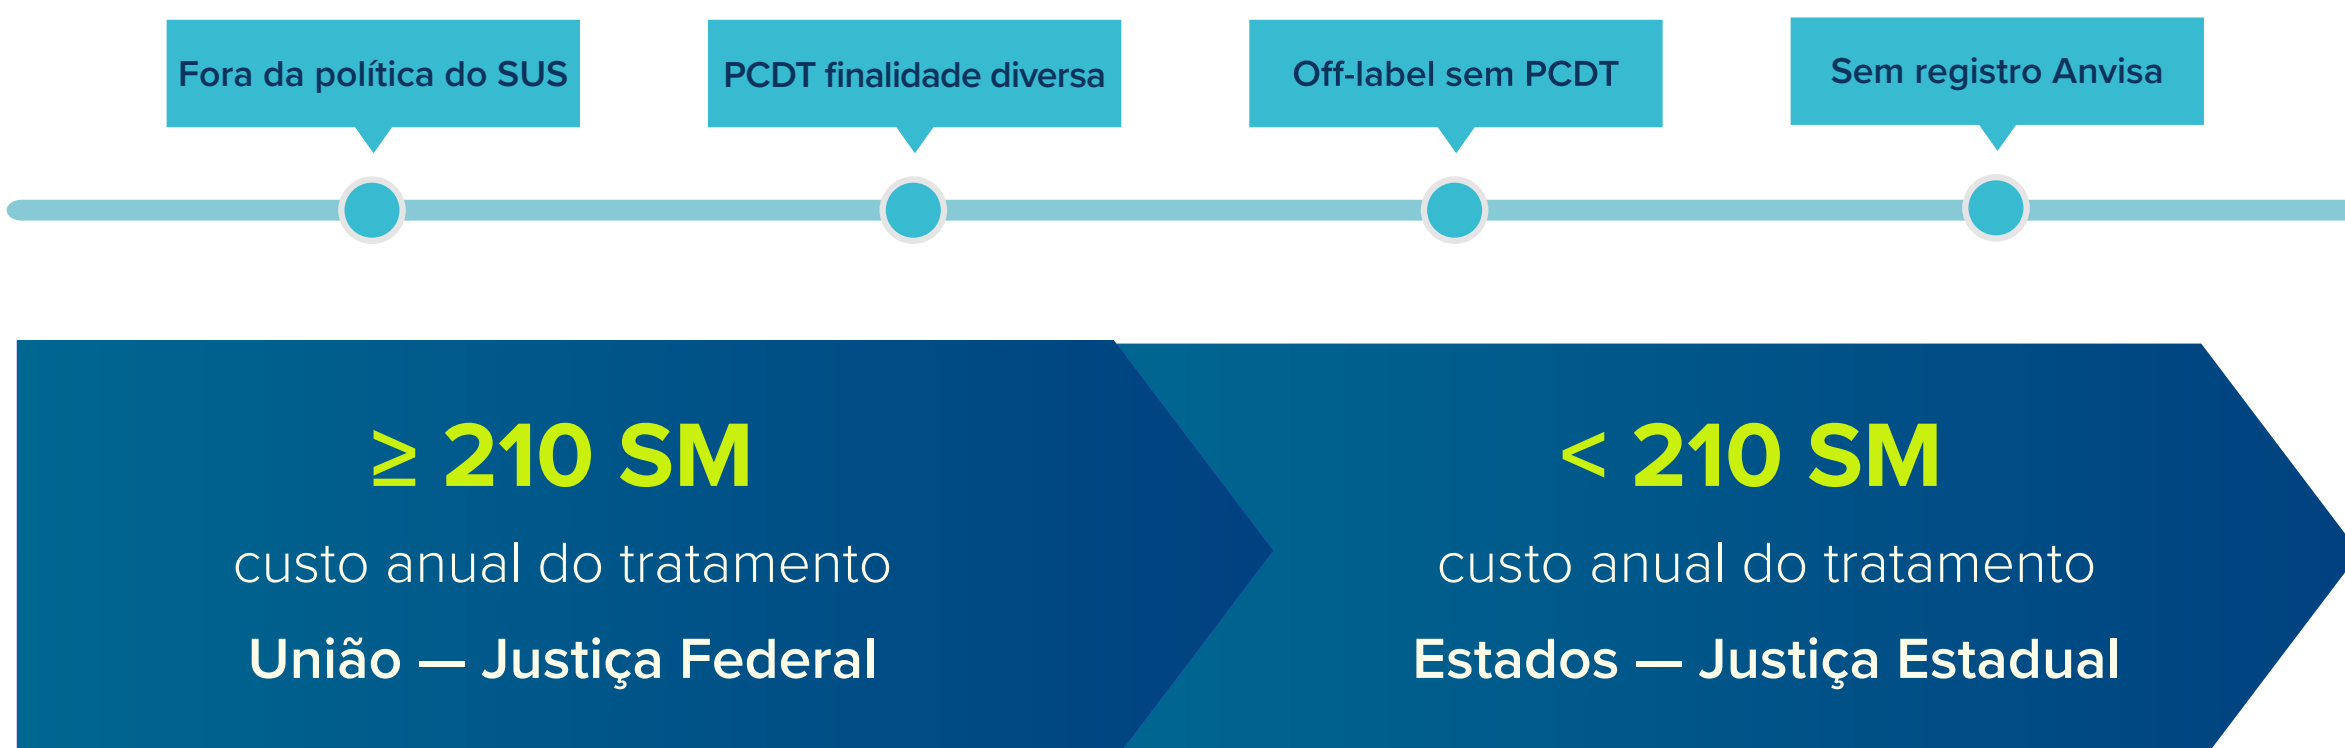 Fora da política do SUS
PCDT finalidade diversa
Off-label sem PCDT
Sem registro Anvisa
≥ 210 SM
custo anual do tratamento
União — Justiça Federal
< 210 SM
custo anual do tratamento
Estados — Justiça Estadual